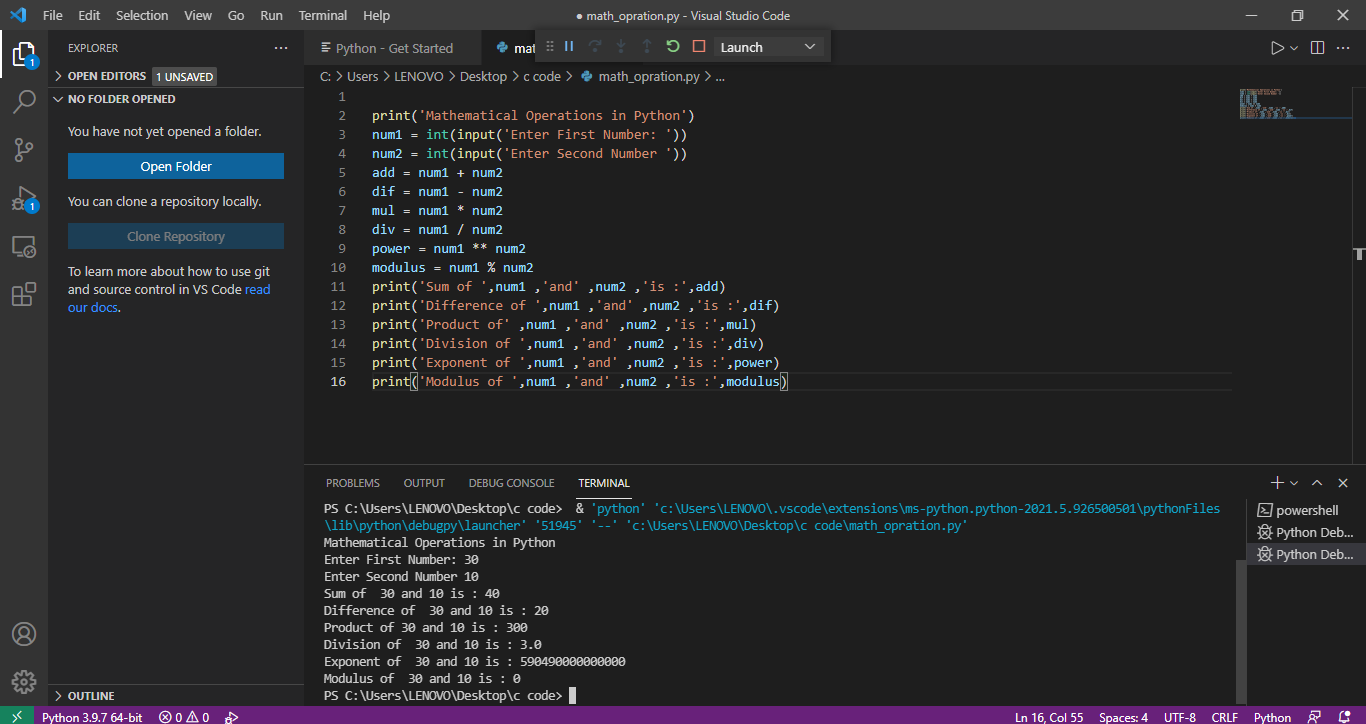 File Edit Selection View Go Run Terminal Help
● math_opration.py - Visual Studio Code
EXPLORER
Python - Get Started
mat
Launch
OPEN EDITORS 1 UNSAVED
C: > Users > LENOVO > Desktop > c code > math_opration.py > ...
NO FOLDER OPENED
You have not yet opened a folder.
Open Folder
You can clone a repository locally.
Clone Repository
To learn more about how to use git
and source control in VS Code read
our docs.
1
1
1
2 print('Mathematical Operations in Python')
3 num1 = int(input('Enter First Number: '))
4 num2 = int(input('Enter Second Number '))
5 add = num1 + num2
6 dif = num1 - num2
7 mul = num1 * num2
8 div = num1 / num2
9 power = num1 ** num2
10 modulus = num1 % num2
11 print('Sum of ',num1 ,'and' ,num2 ,'is :',add)
12 print('Difference of ',num1 ,'and' ,num2 ,'is :',dif)
13 print('Product of' ,num1 ,'and' ,num2 ,'is :',mul)
14 print('Division of ',num1 ,'and' ,num2 ,'is :',div)
15 print('Exponent of ',num1 ,'and' ,num2 ,'is :',power)
16 print('Modulus of ',num1 ,'and' ,num2 ,'is :',modulus)
PROBLEMS OUTPUT DEBUG CONSOLE TERMINAL
PS C:\Users\LENOVO\Desktop\c code>  & 'python' 'c:\Users\LENOVO\.vscode\extensions\ms-python.python-2021.5.926500501\pythonFiles
\lib\python\debugpy\launcher' '51945' '--' 'c:\Users\LENOVO\Desktop\c code\math_opration.py'
Mathematical Operations in Python
Enter First Number: 30
Enter Second Number 10
Sum of  30 and 10 is : 40
Difference of  30 and 10 is : 20
Product of 30 and 10 is : 300
Division of  30 and 10 is : 3.0
Exponent of  30 and 10 is : 590490000000000
Modulus of  30 and 10 is : 0
PS C:\Users\LENOVO\Desktop\c code>
powershell
Python Deb...
Python Deb...
OUTLINE
Python 3.9.7 64-bit 0 0
Ln 16, Col 55 Spaces: 4 UTF-8 CRLF Python